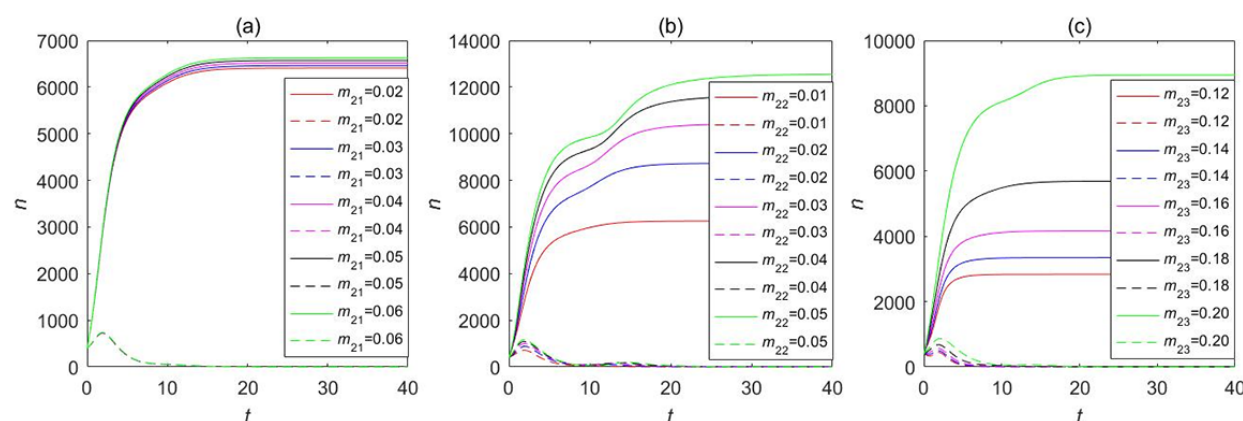 (a)
7000
6000
5000
4000
3000
2000
1000
0
n
0 10 20 30 40
t
m21=0.02
m21=0.02
m21=0.03
m21=0.03
m21=0.04
m21=0.04
m21=0.05
m21=0.05
m21=0.06
m21=0.06
(b)
14000
12000
10000
8000
6000
4000
2000
0
n
0 10 20 30 40
t
m22=0.01
m22=0.01
m22=0.02
m22=0.02
m22=0.03
m22=0.03
m22=0.04
m22=0.04
m22=0.05
m22=0.05
(c)
10000
8000
6000
4000
2000
0
n
0 10 20 30 40
t
m23=0.12
m23=0.12
m23=0.14
m23=0.14
m23=0.16
m23=0.16
m23=0.18
m23=0.18
m23=0.20
m23=0.20